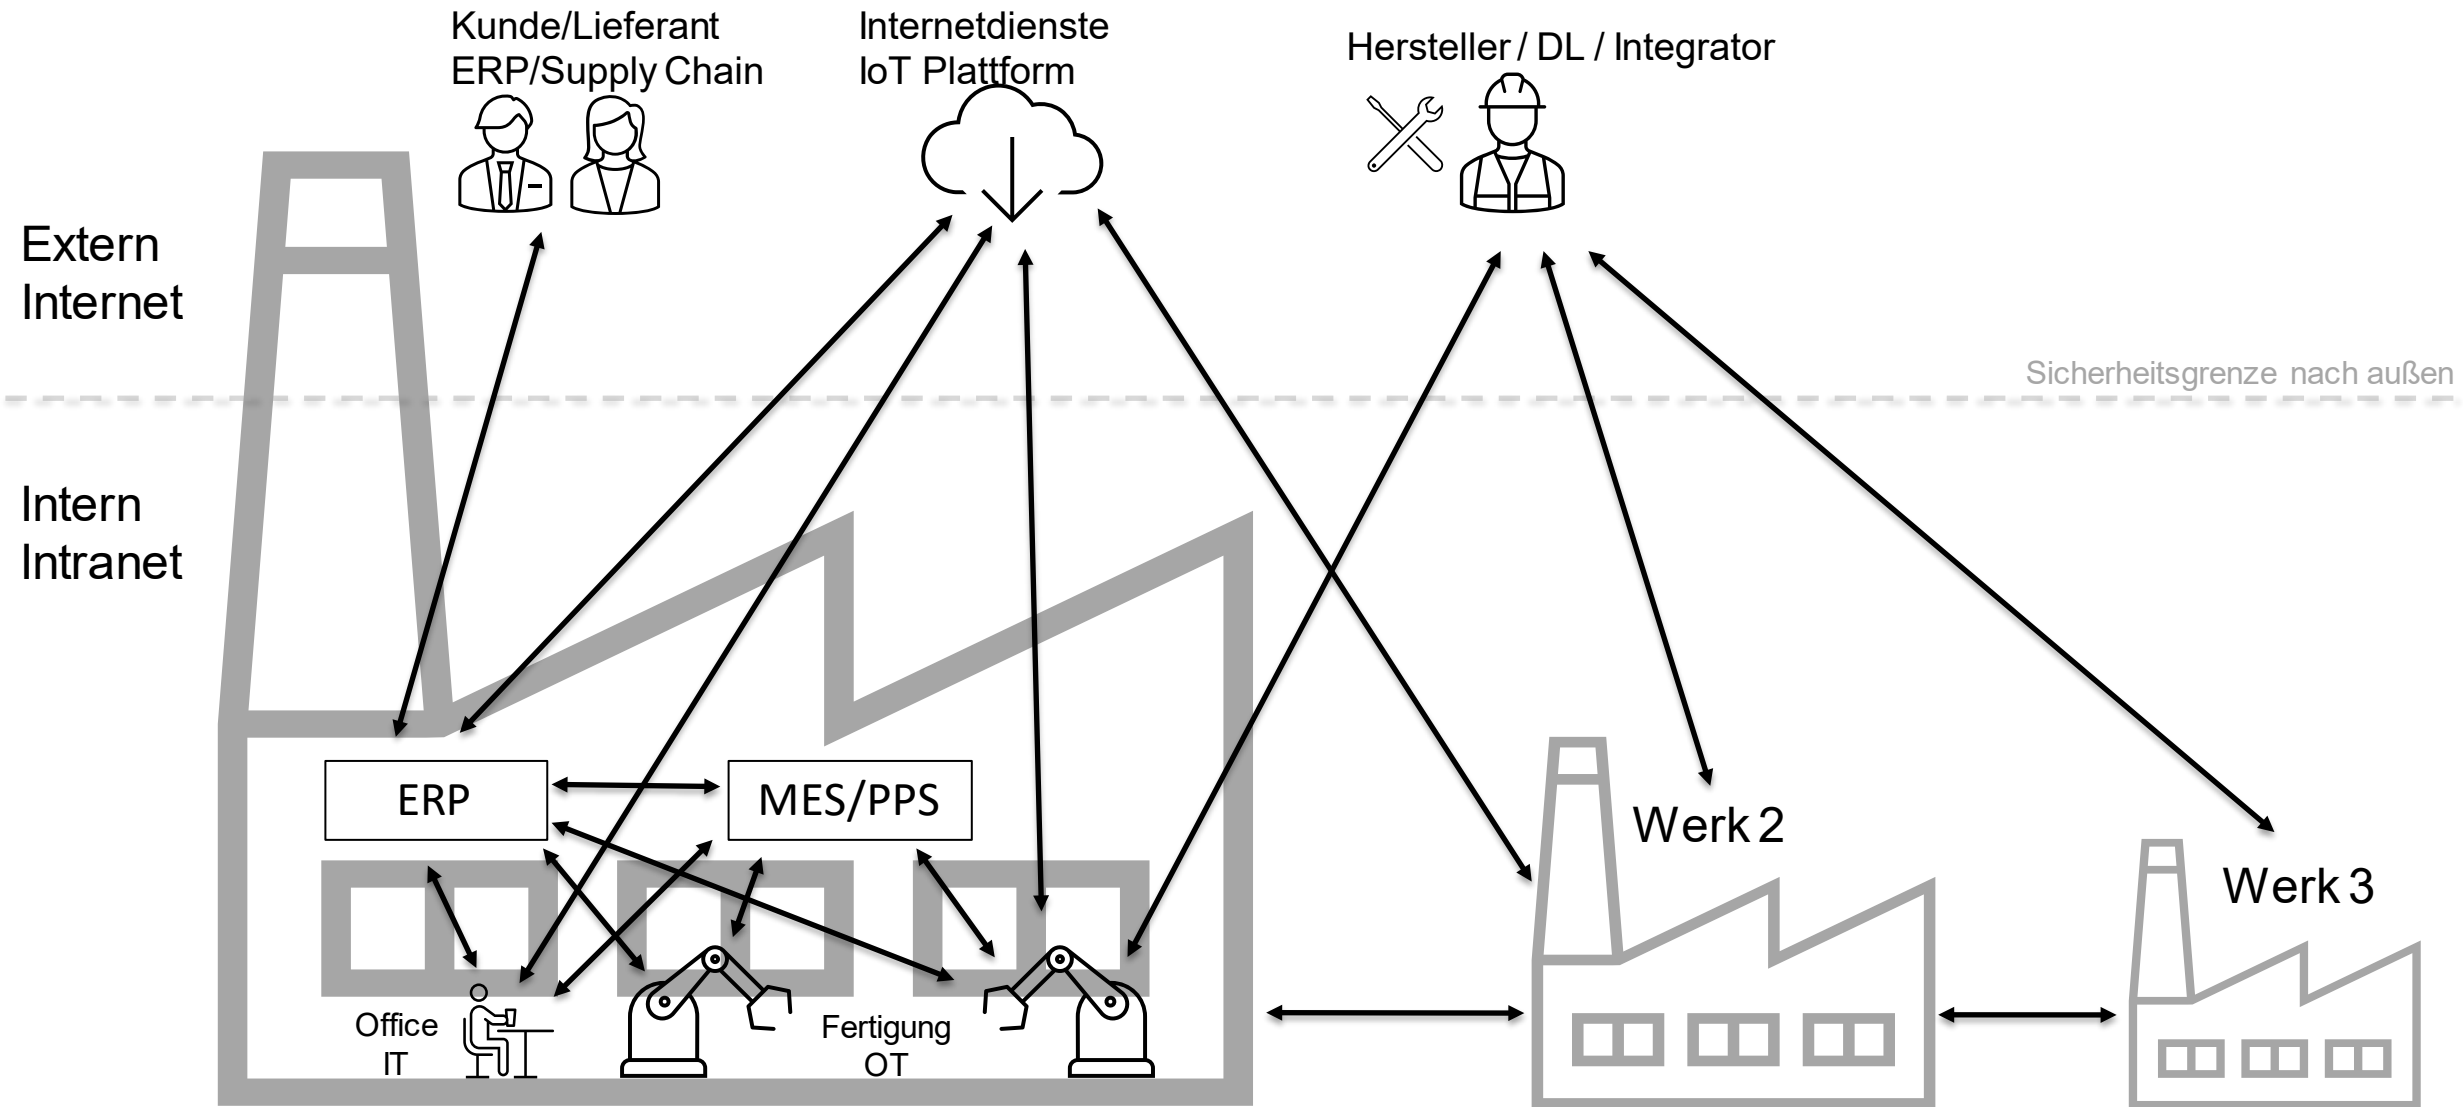 Kunde/Lieferant
ERP/Supply Chain
Internetdienste
IoT Plattform
Hersteller / DL / Integrator
Extern
Internet
Sicherheitsgrenze nach außen
Intern
Intranet
ERP
MES/PPS
Werk 2
Werk 3
Office
IT
Fertigung
OT